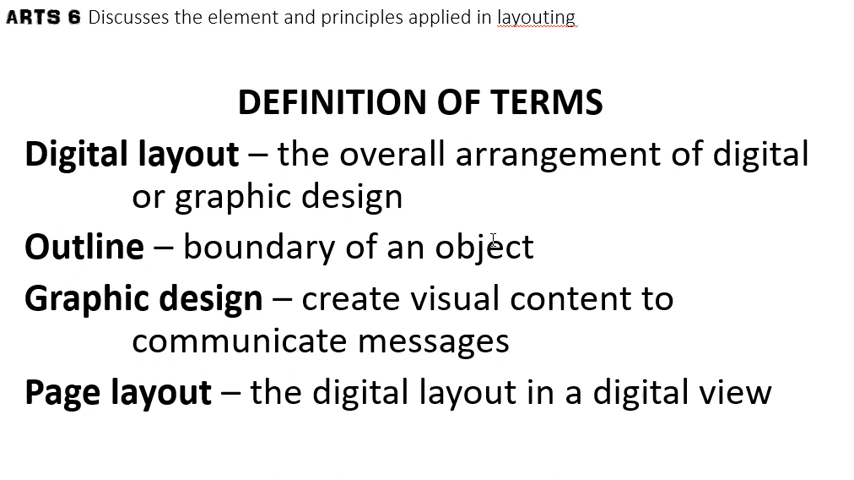 ARTS 6 Discusses the element and principles applied in layouting
DEFINITION OF TERMS
Digital layout – the overall arrangement of digital
or graphic design
Outline – boundary of an object
Graphic design – create visual content to
communicate messages
Page layout – the digital layout in a digital view